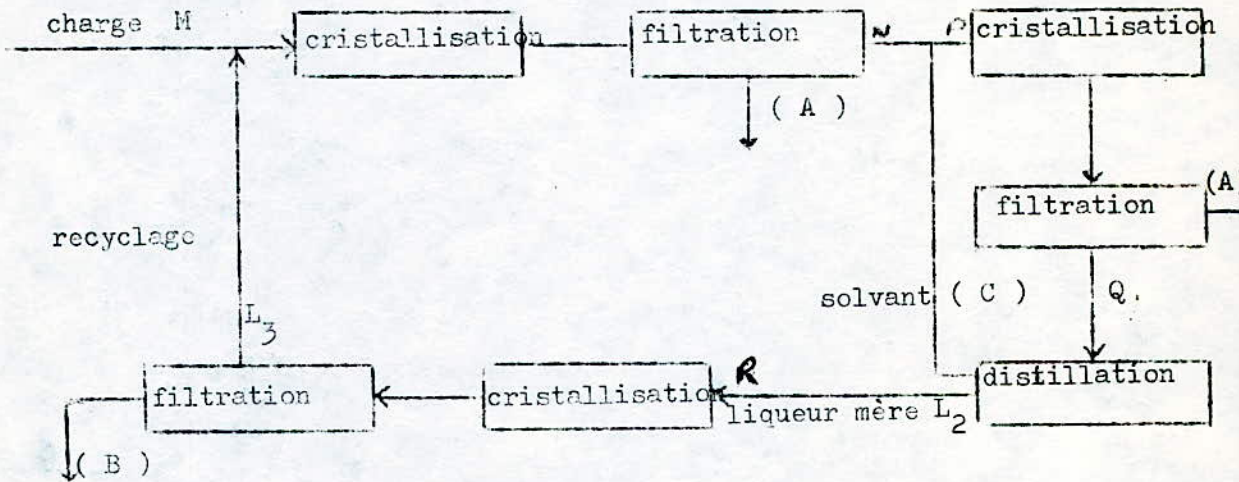 charge M
cristallisation
filtration
N
P
cristallisation
( A )
filtration
(A
recyclage
solvant ( C )
Q.
L3
distillation
filtration
cristallisation
R
liqueur mère L2
( B )